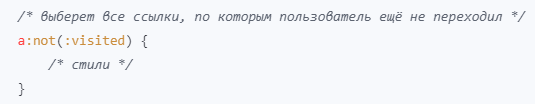 /* выберет все ссылки, по которым пользователь ещё не переходил */
a:not(:visited) {
    /* стили */
}